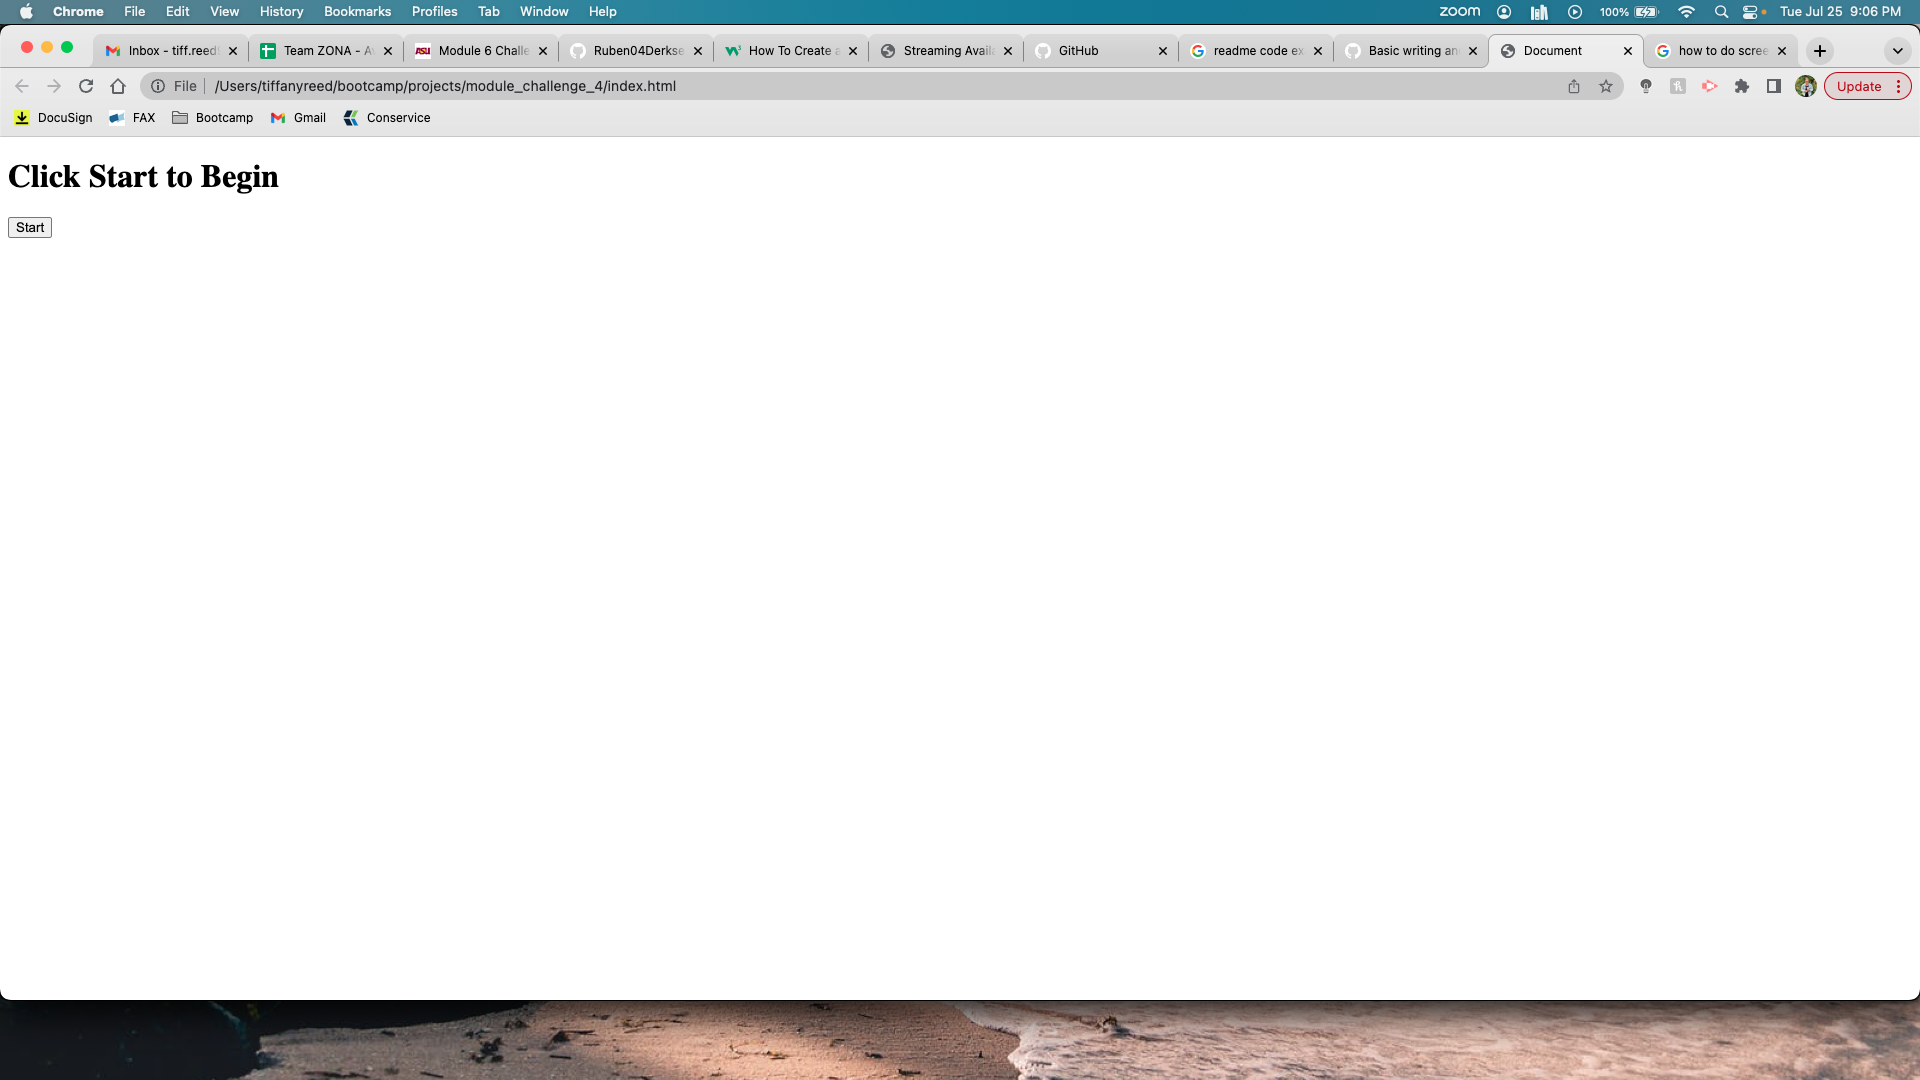 Chrome File Edit View History Bookmarks Profiles Tab Window Help zoom 100% Tue Jul 25 9:06 PM
Inbox - tiff.reed Team ZONA - A Module 6 Challe Ruben04Derkse How To Create a Streaming Availa GitHub readme code ex Basic writing an Document how to do scree
File /Users/tiffanyreed/bootcamp/projects/module_challenge_4/index.html Update
DocuSign FAX Bootcamp Gmail Conservice
Click Start to Begin
Start